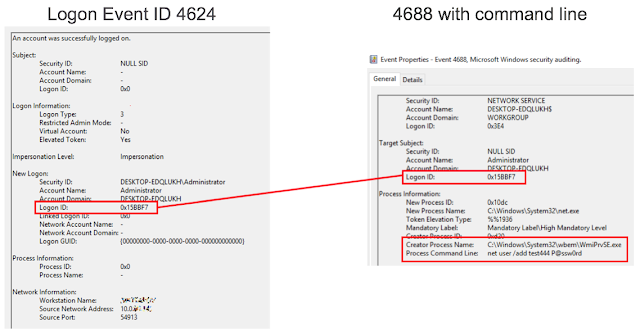 Logon Event ID 4624
An account was successfully logged on.
Subject:
Security ID: NULL SID
Account Name: -
Account Domain: -
Logon ID: 0x0
Logon Information:
Logon Type: 3
Restricted Admin Mode: -
Virtual Account: No
Elevated Token: Yes
Impersonation Level: Impersonation
New Logon:
Security ID: DESKTOP-EDQLUKH\Administrator
Account Name: Administrator
Account Domain: DESKTOP-EDQLUKH
Logon ID: 0x15BBF7
Linked Logon ID: 0x0
Network Account Name: -
Network Account Domain: -
Logon GUID: {00000000-0000-0000-0000-000000000000}
Process Information:
Process ID: 0x0
Process Name: -
Network Information:
Workstation Name:
Source Network Address: 10.0.
Source Port: 54913
4688 with command line
Event Properties - Event 4688, Microsoft Windows security auditing.
General Details
Security ID: NETWORK SERVICE
Account Name: DESKTOP-EDQLUKH$
Account Domain: WORKGROUP
Logon ID: 0x3E4
Target Subject:
Security ID: NULL SID
Account Name: Administrator
Account Domain: DESKTOP-EDQLUKH
Logon ID: 0x15BBF7
Process Information:
New Process ID: 0x10dc
New Process Name: C:\Windows\System32\net.exe
Token Elevation Type: %%1936
Mandatory Label: Mandatory Label\High Mandatory Level
Creator Process ID: 0xd20
Creator Process Name: C:\Windows\System32\wbem\WmiPrvSE.exe
Process Command Line: net user /add test444 P@ssw0rd